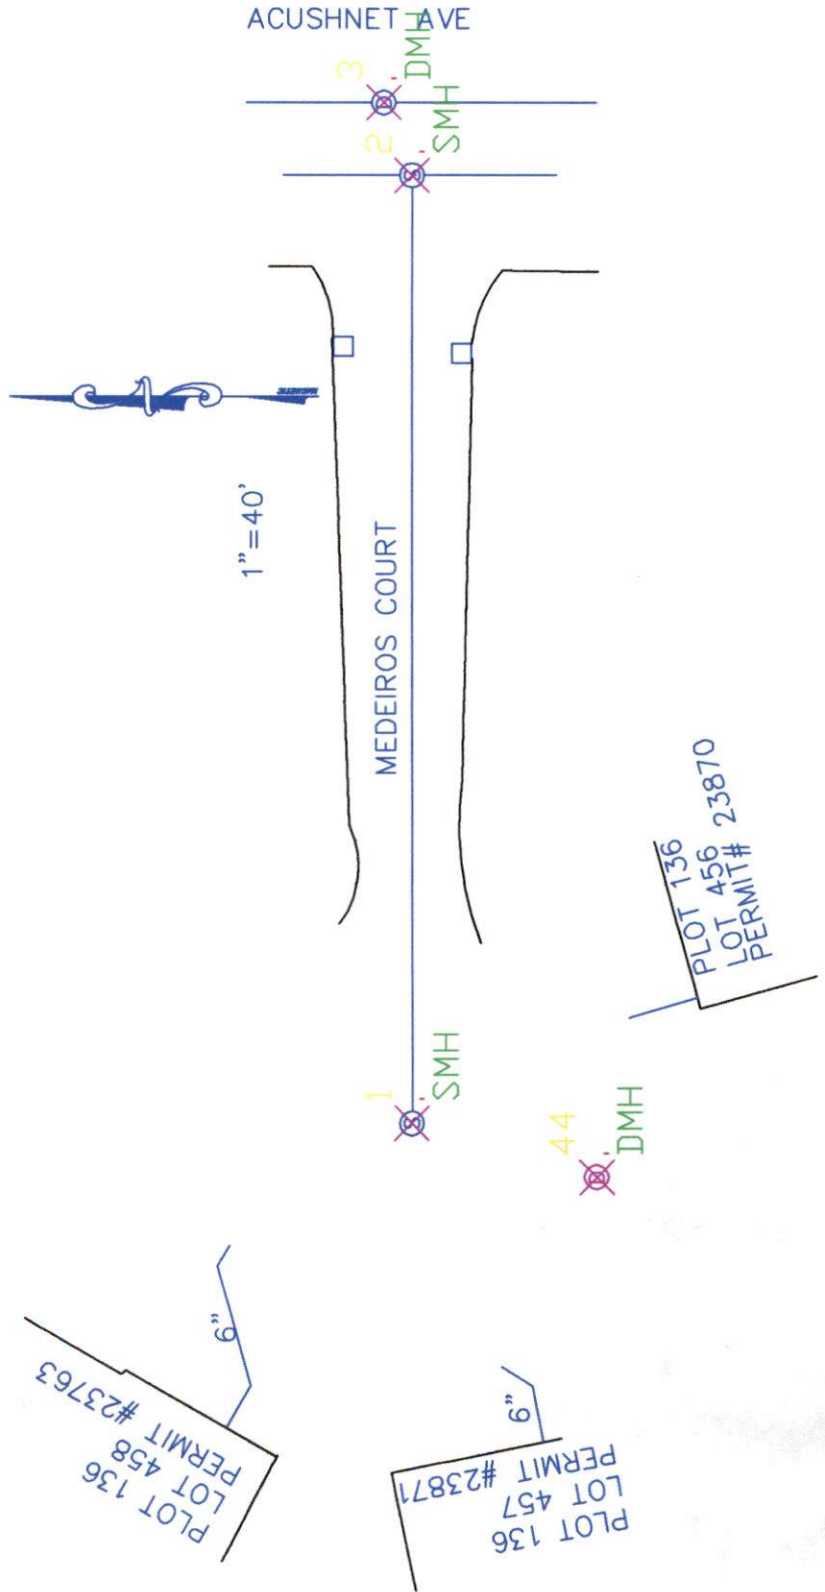 ACUSHNET AVE
3
DMH
2
SMH
1"=40'
MEDEIROS COURT
PLOT 136
LOT 456
PERMIT# 23870
1
SMH
44
DMH
6"
PLOT 136
LOT 458
PERMIT #23763
6"
PLOT 136
LOT 457
PERMIT #23871